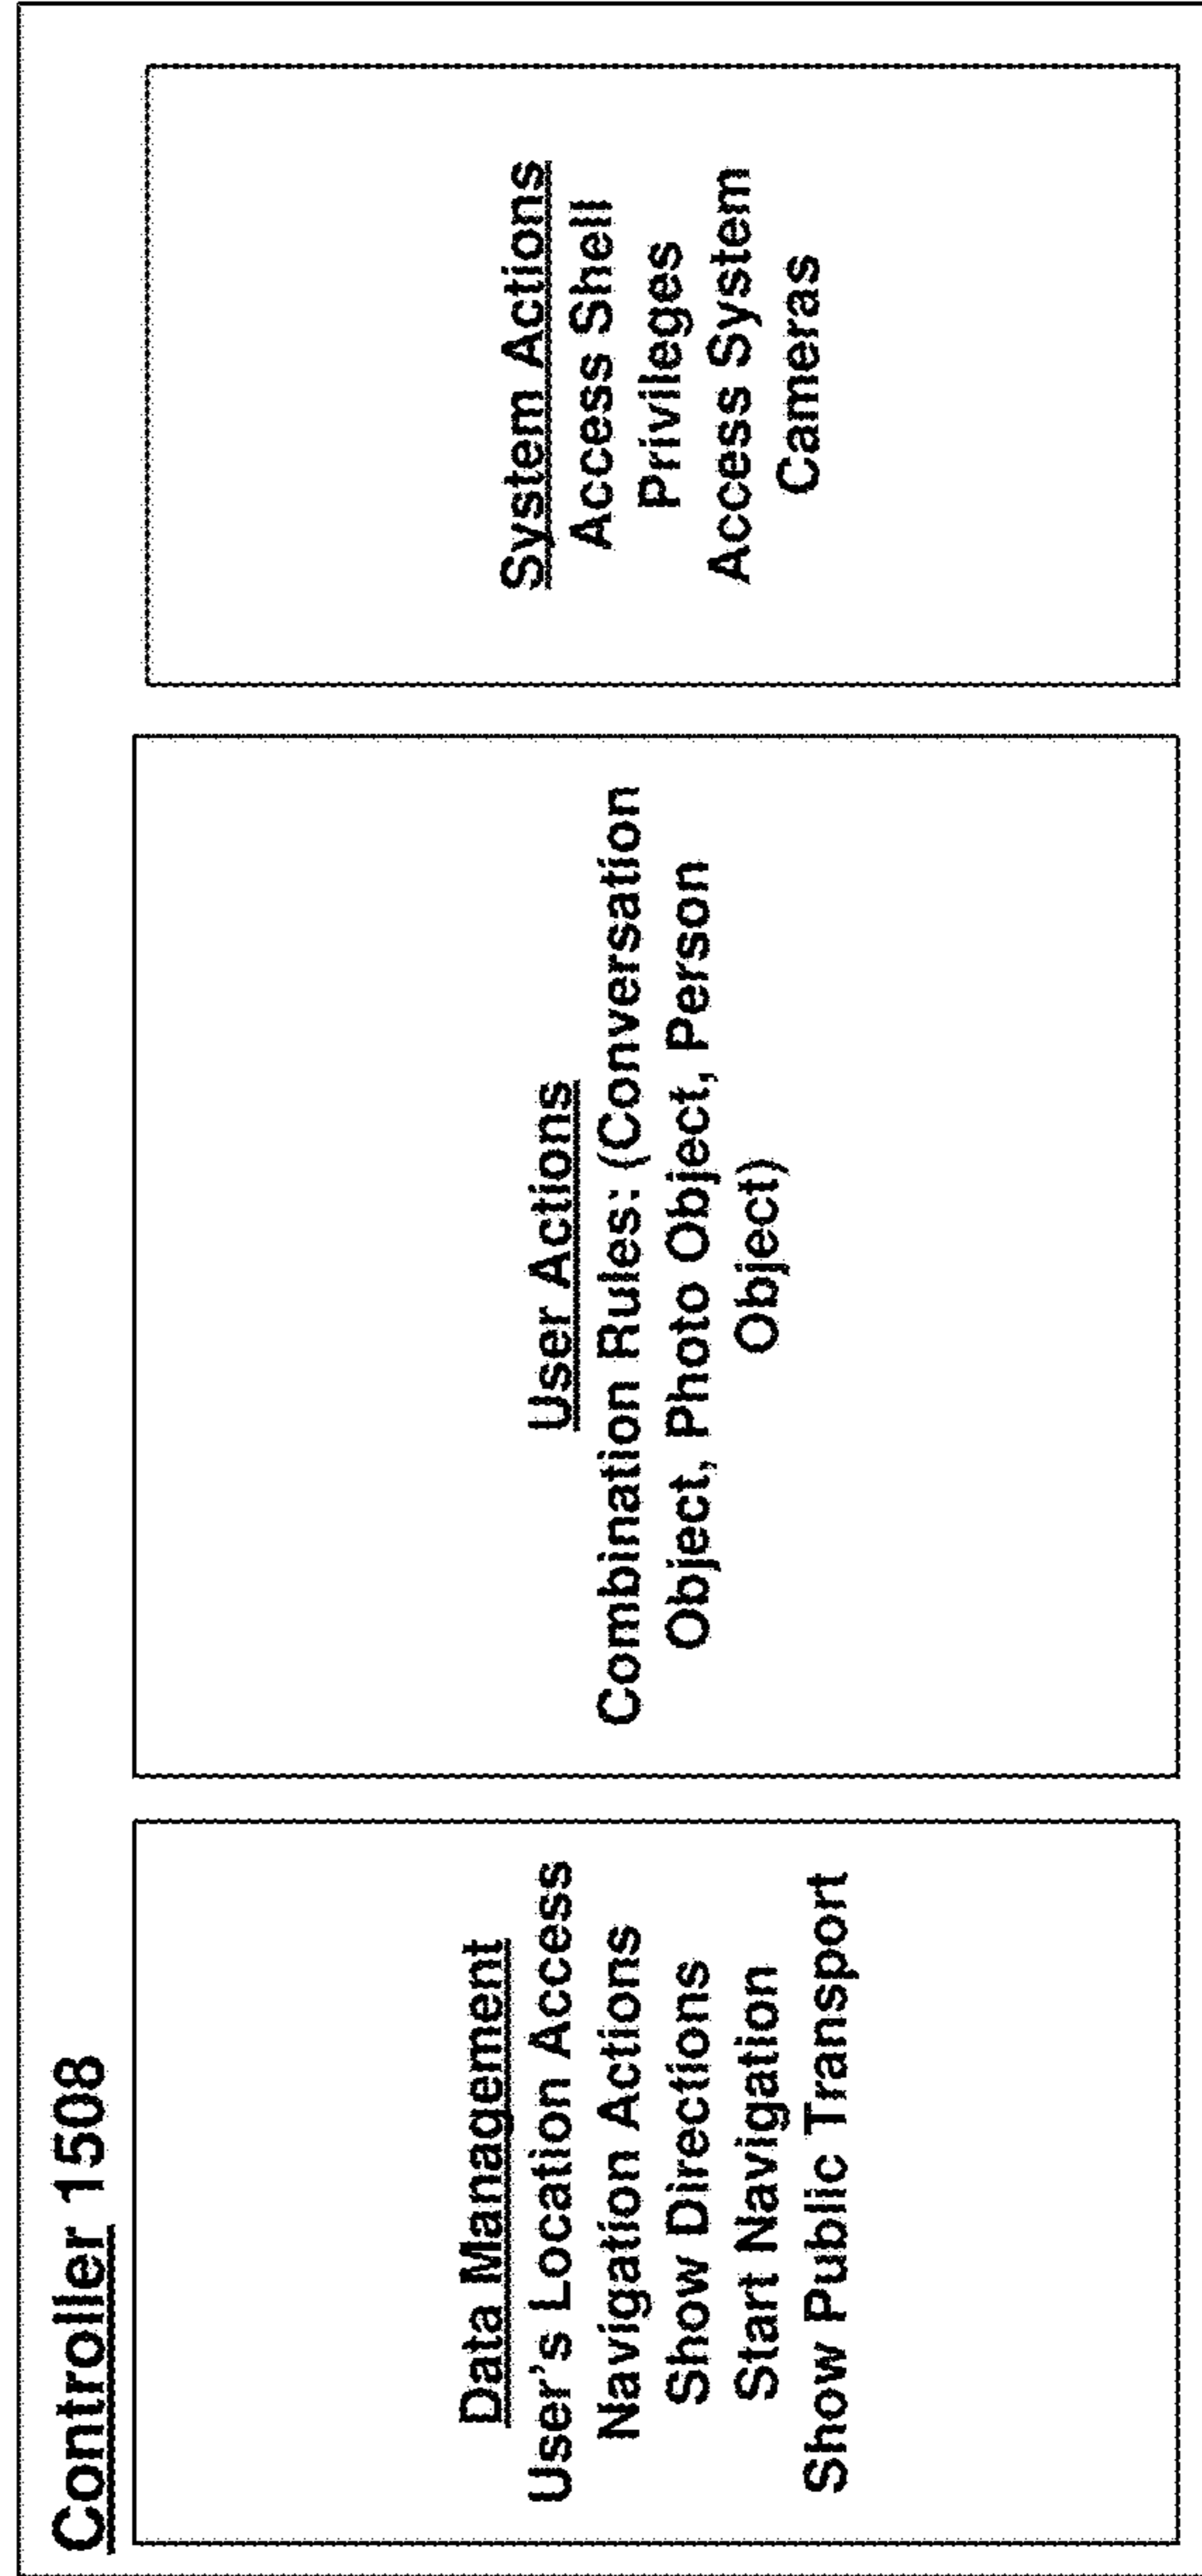 Controller 1508
Data Management
User's Location Access
Navigation Actions
Show Directions
Start Navigation
Show Public Transport
User Actions
Combination Rules: (Conversation
Object, Photo Object, Person
Object)
System Actions
Access Shell
Privileges
Access System
Cameras